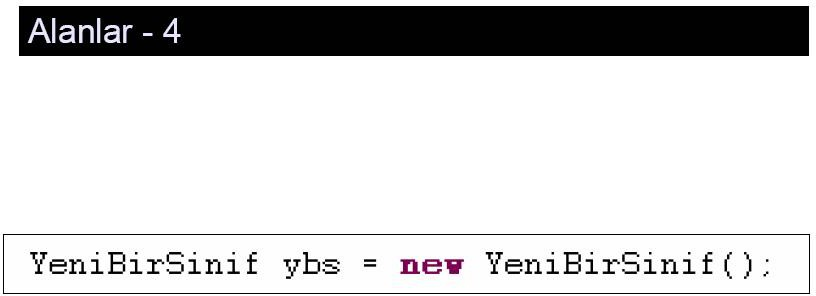 Alanlar - 4
YeniBirSinif ybs = new YeniBirSinif();